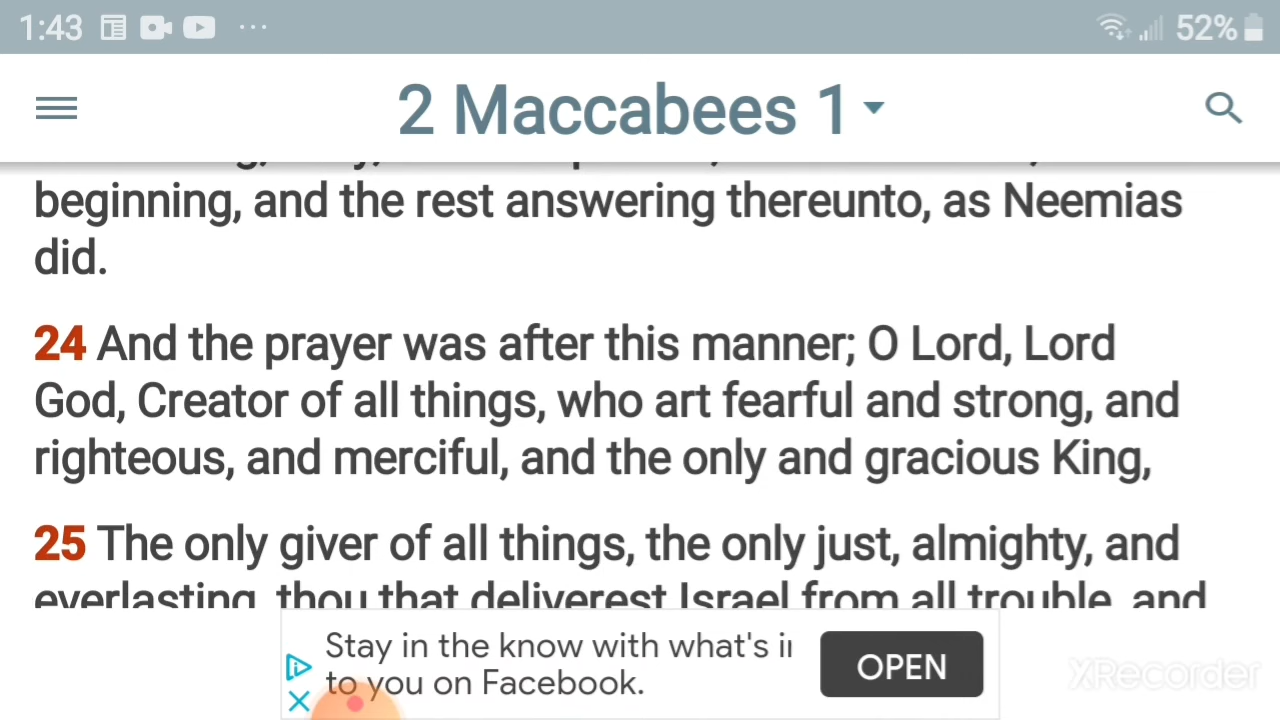 1:43 52%
2 Maccabees 1
beginning, and the rest answering thereunto, as Neemias
did.
24 And the prayer was after this manner; O Lord, Lord
God, Creator of all things, who art fearful and strong, and
righteous, and merciful, and the only and gracious King,
25 The only giver of all things, the only just, almighty, and
everlasting, thou that deliverest Israel from all trouble, and
Stay in the know with what's
to you on Facebook.
OPEN
XRecorder